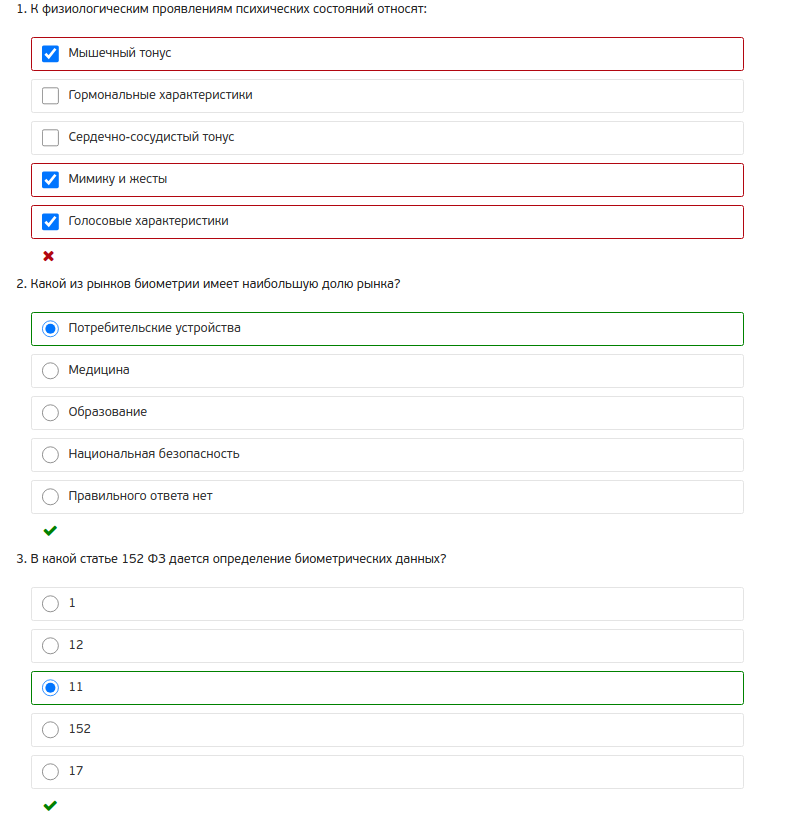 1. К физиологическим проявлениям психических состояний относят:
Мышечный тонус
Гормональные характеристики
Сердечно-сосудистый тонус
Мимику и жесты
Голосовые характеристики
2. Какой из рынков биометрии имеет наибольшую долю рынка?
Потребительские устройства
Медицина
Образование
Национальная безопасность
Правильного ответа нет
3. В какой статье 152 ФЗ дается определение биометрических данных?
1
12
11
152
17